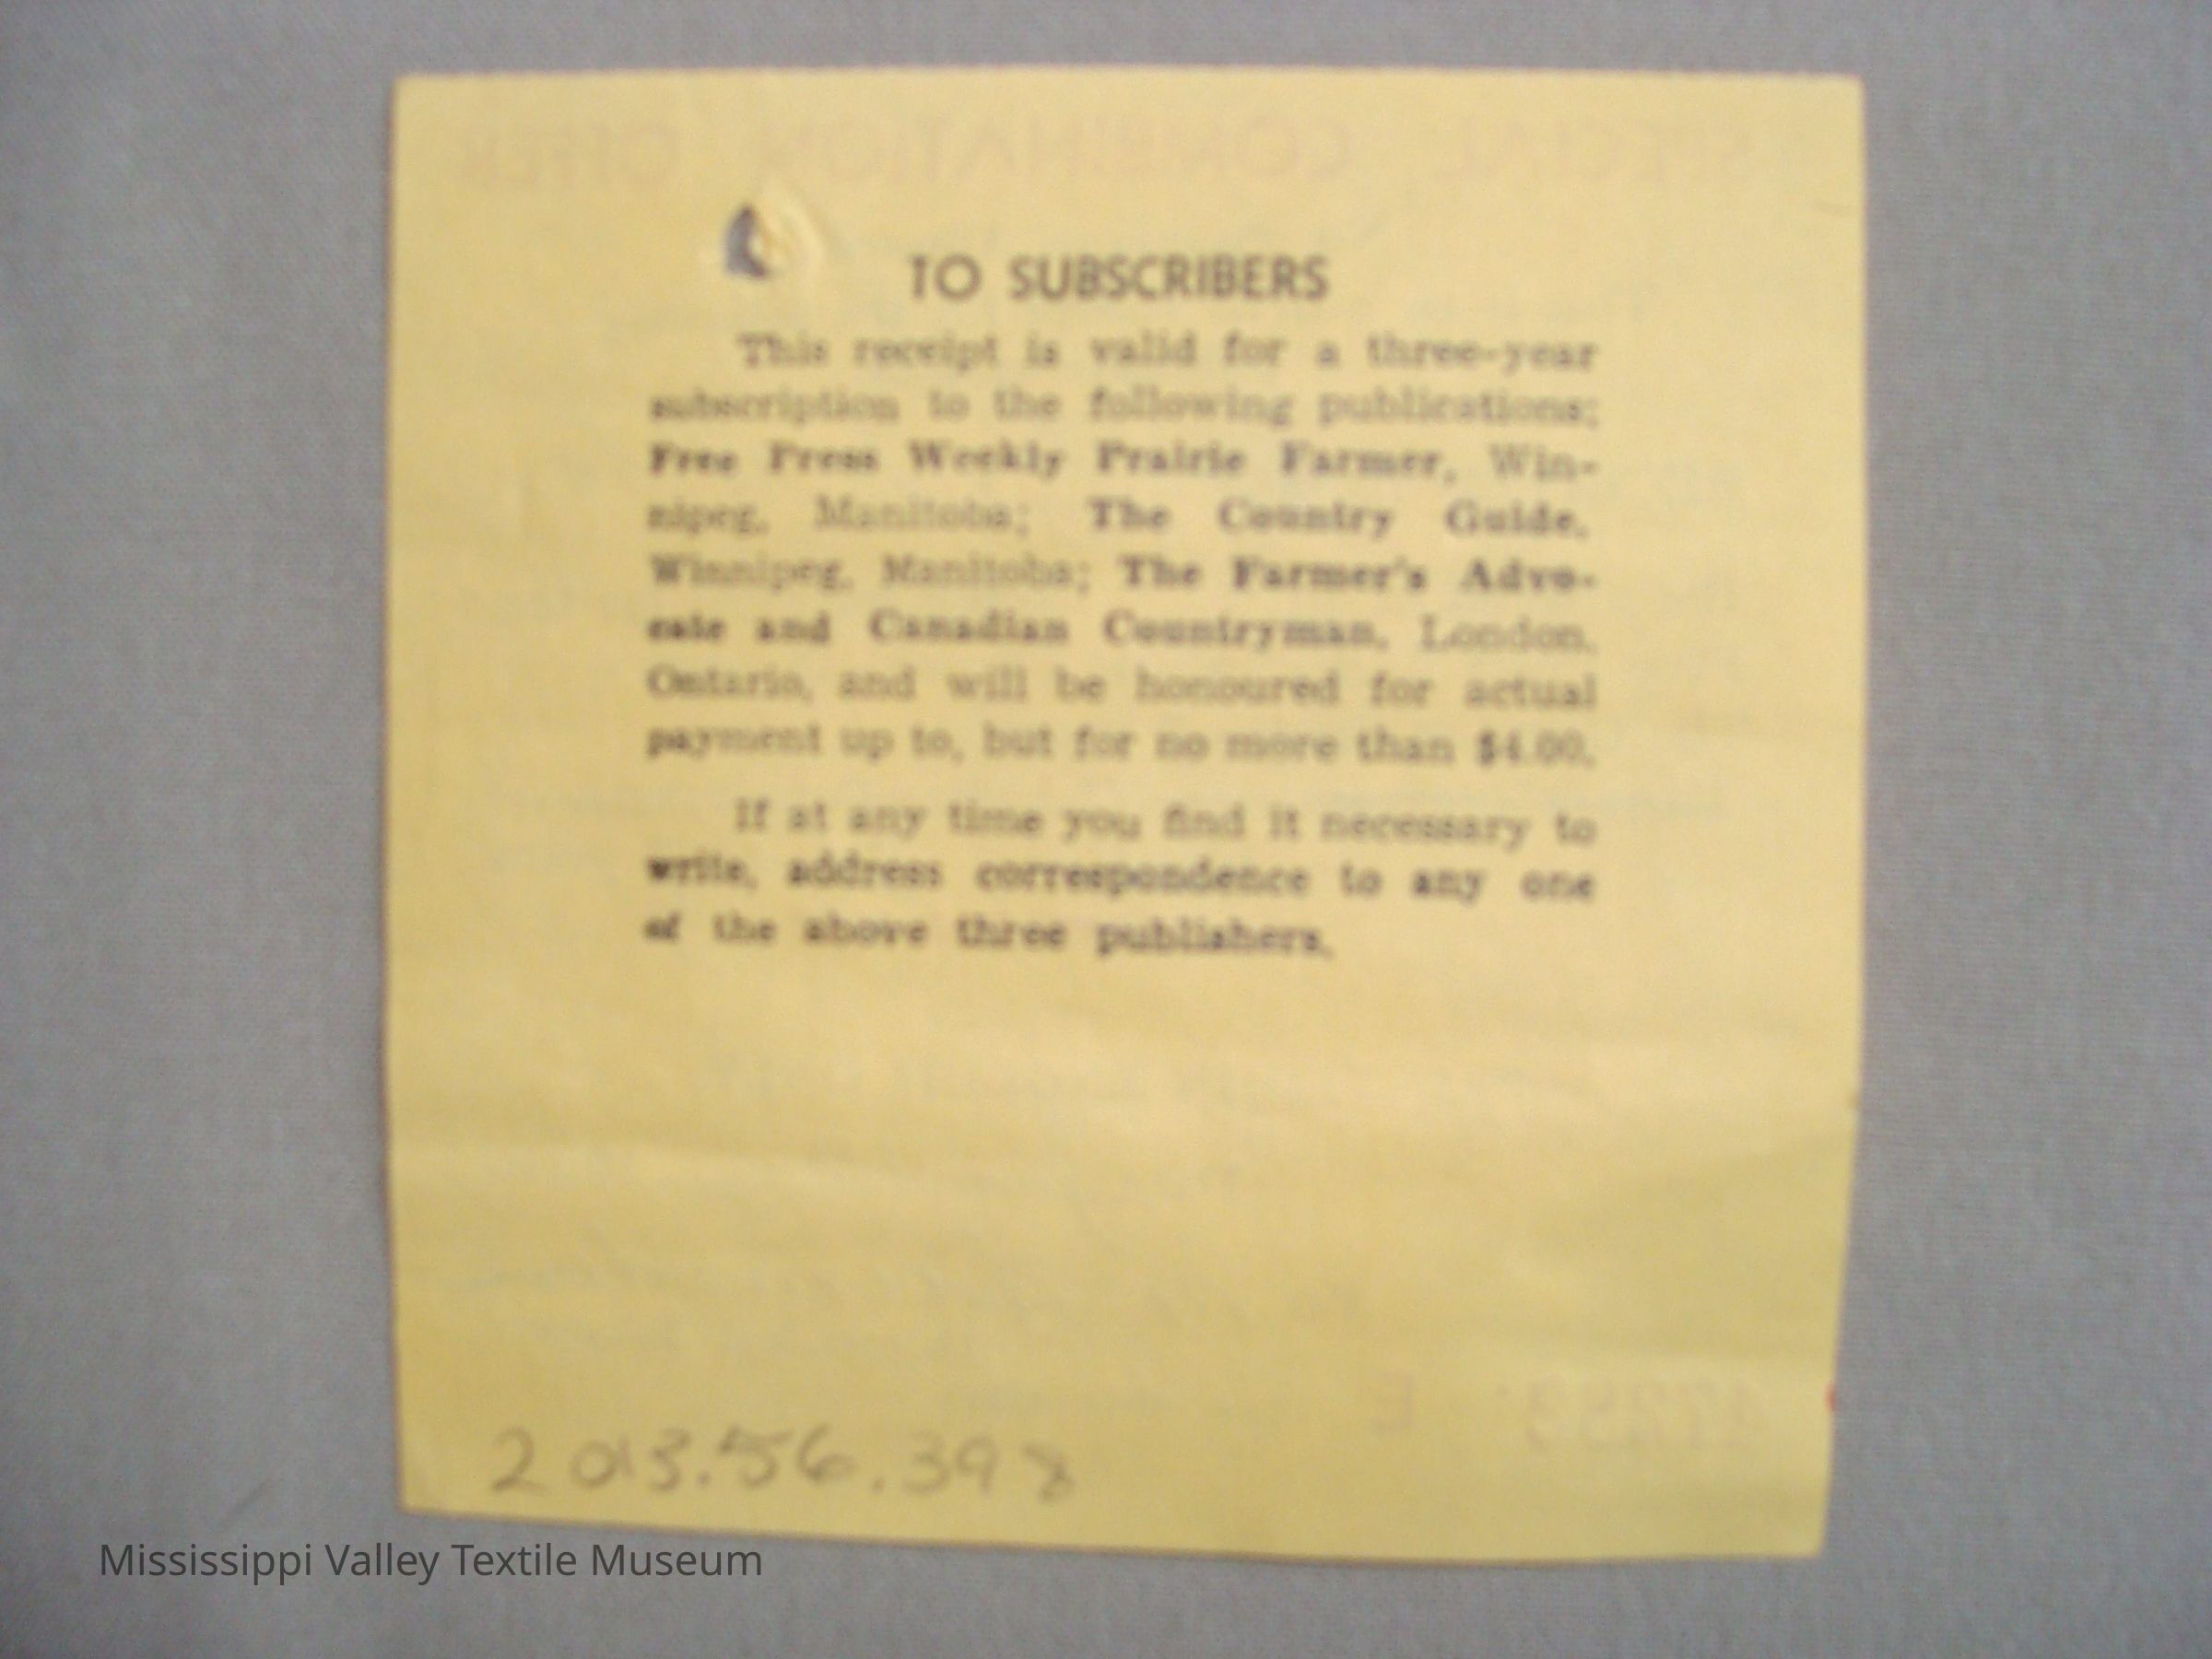 SPECIAL COMBINATION OFFER
TO SUBSCRIBERS
This receipt is valid for a three-year
subscription to the following publications;
Free Press Weekly Prairie Farmer, Win-
nipeg, Manitoba; The Country Guide,
Winnipeg, Manitoba; The Farmer's Advo-
cate and Canadian Countryman, London,
Ontario, and will be honoured for actual
payment up to, but for no more than $4.00.
If at any time you find it necessary to
write, address correspondence to any one
of the above three publishers.
E
2013.56.398
Mississippi Valley Textile Museum